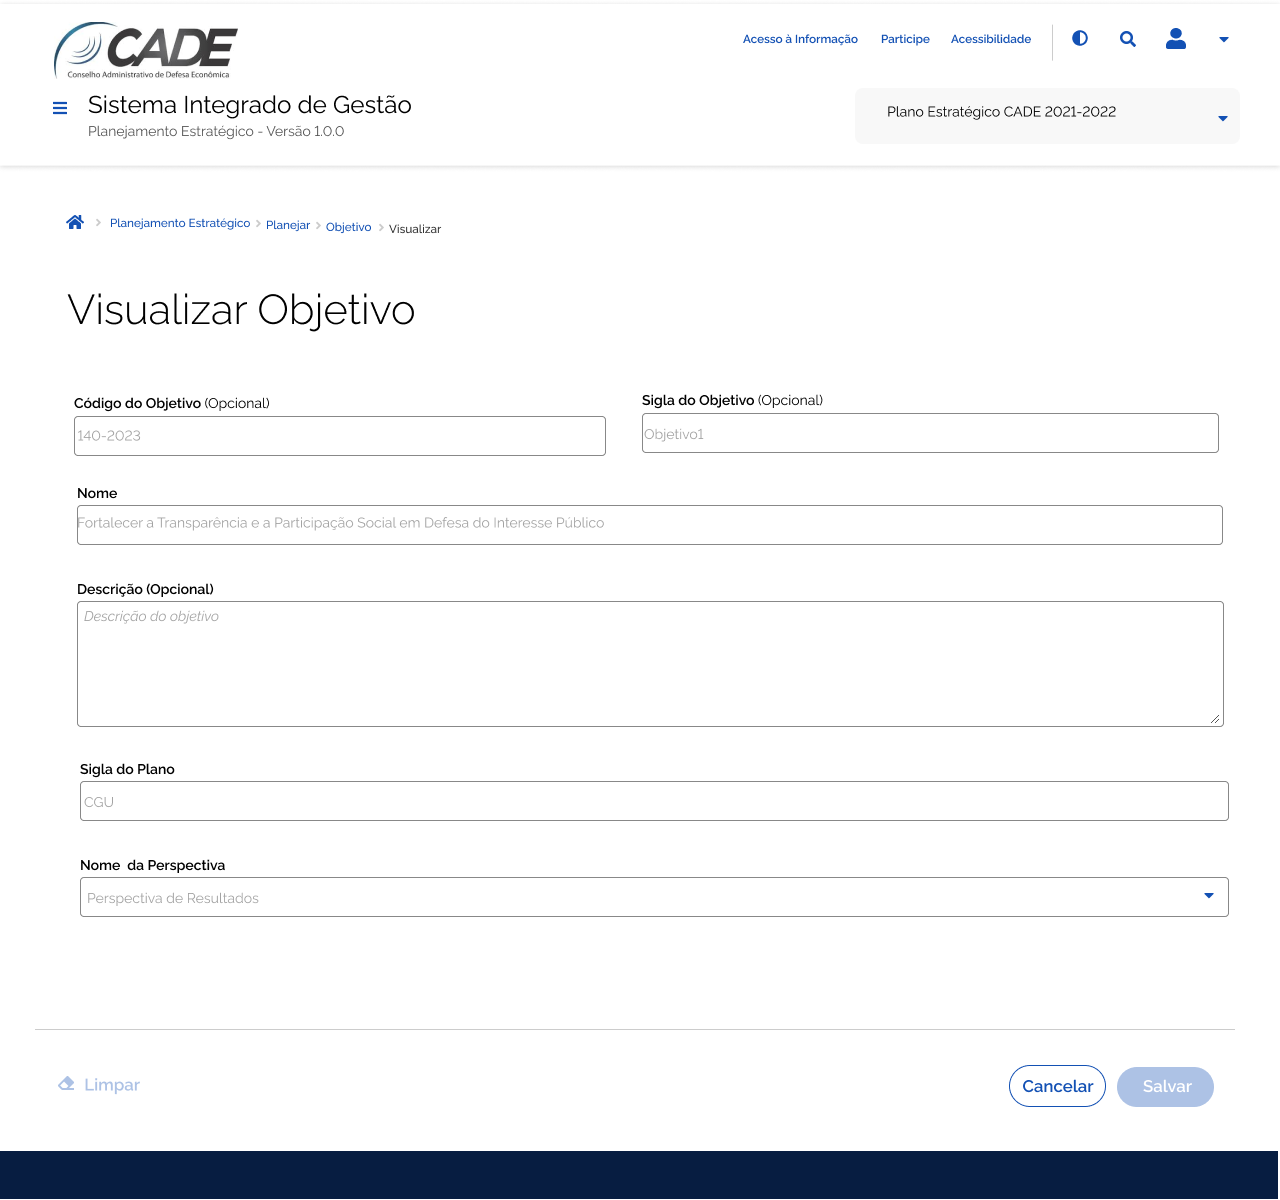 CADE
Conselho Administrativo de Defesa Econômica
Acesso à Informação Participe Acessibilidade
Sistema Integrado de Gestão
Planejamento Estratégico - Versão 1.0.0
Plano Estratégico CADE 2021-2022
Planejamento Estratégico Planejar Objetivo Visualizar
Visualizar Objetivo
Código do Objetivo (Opcional)
140-2023
Sigla do Objetivo (Opcional)
Objetivo1
Nome
Fortalecer a Transparência e a Participação Social em Defesa do Interesse Público
Descrição (Opcional)
Descrição do objetivo
Sigla do Plano
CGU
Nome da Perspectiva
Perspectiva de Resultados
Limpar
Cancelar
Salvar